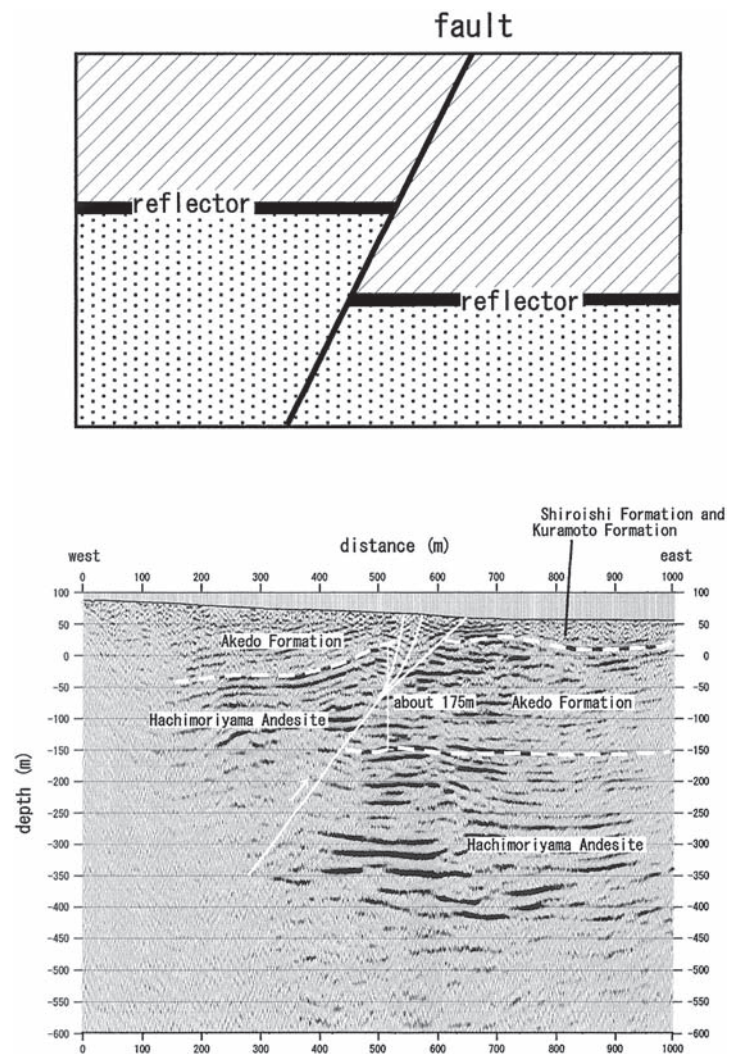 fault
reflector
reflector
Shiroishi Formation and
Kuramoto Formation
west
distance (m)
east
0 100 200 300 400 500 600 700 800 900 1000
100 100
50 50
0 0
-50 -50
-100 -100
-150 -150
-200 -200
-250 -250
-300 -300
-350 -350
-400 -400
-450 -450
-500 -500
-550 -550
-600 -600
depth (m)
Akedo Formation
Hachimoriyama Andesite
about 175m
Akedo Formation
Hachimoriyama Andesite
0 100 200 300 400 500 600 700 800 900 1000